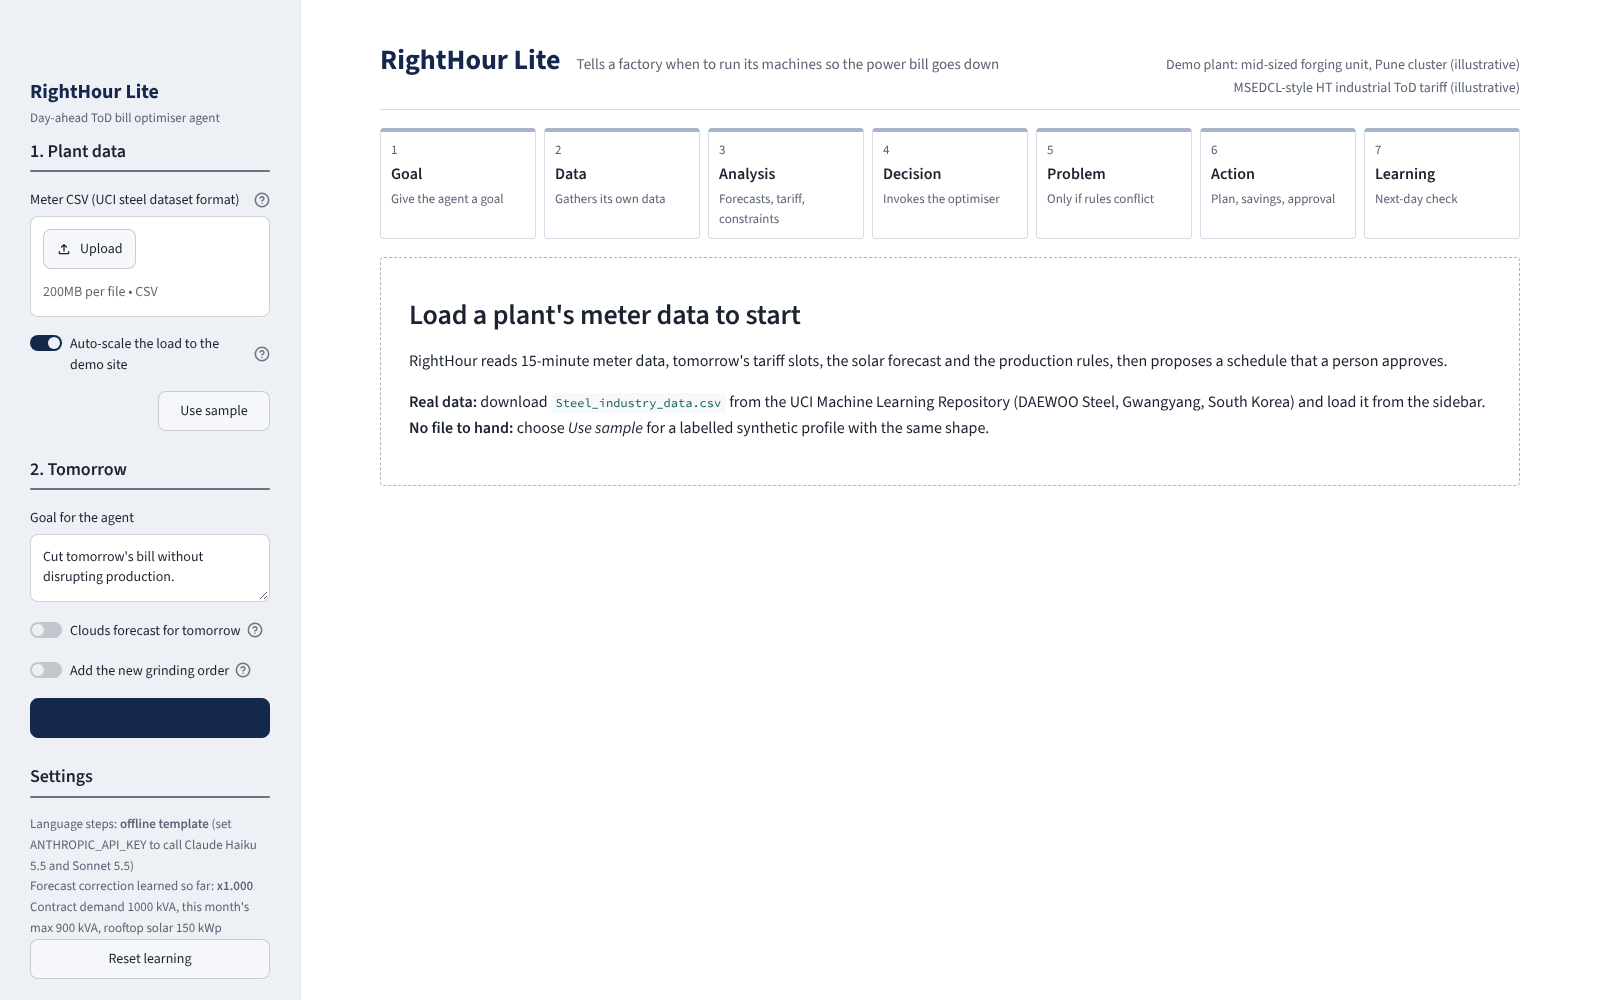 RightHour Lite
Day-ahead ToD bill optimiser agent
1. Plant data
Meter CSV (UCI steel dataset format)
Upload
200MB per file • CSV
Auto-scale the load to the
demo site
Use sample
2. Tomorrow
Goal for the agent
Cut tomorrow's bill without
disrupting production.
Clouds forecast for tomorrow
Add the new grinding order
Settings
Language steps: offline template (set
ANTHROPIC_API_KEY to call Claude Haiku
5.5 and Sonnet 5.5)
Forecast correction learned so far: x1.000
Contract demand 1000 kVA, this month's
max 900 kVA, rooftop solar 150 kWp
Reset learning
RightHour Lite Tells a factory when to run its machines so the power bill goes down
Demo plant: mid-sized forging unit, Pune cluster (illustrative)
MSEDCL-style HT industrial ToD tariff (illustrative)
1
Goal
Give the agent a goal
2
Data
Gathers its own data
3
Analysis
Forecasts, tariff,
constraints
4
Decision
Invokes the optimiser
5
Problem
Only if rules conflict
6
Action
Plan, savings, approval
7
Learning
Next-day check
Load a plant's meter data to start
RightHour reads 15-minute meter data, tomorrow's tariff slots, the solar forecast and the production rules, then proposes a schedule that a person approves.
Real data: download Steel_industry_data.csv from the UCI Machine Learning Repository (DAEWOO Steel, Gwangyang, South Korea) and load it from the sidebar.
No file to hand: choose Use sample for a labelled synthetic profile with the same shape.